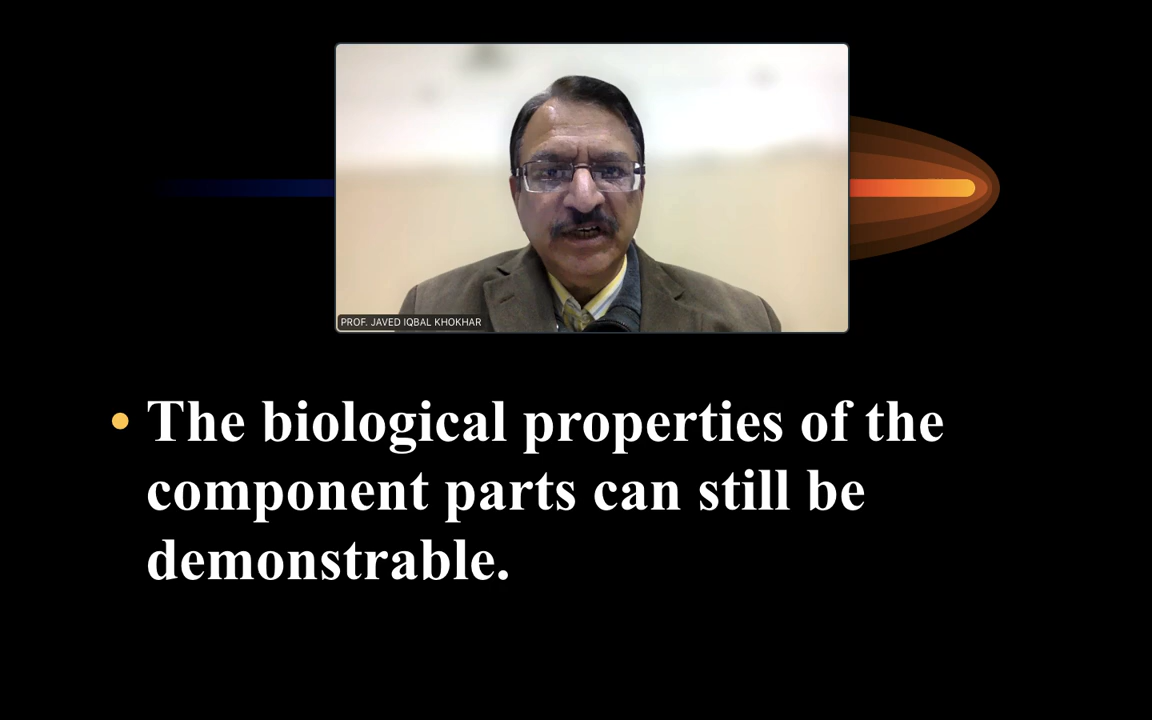 PROF. JAVED IQBAL KHOKHAR
• The biological properties of the
component parts can still be
demonstrable.